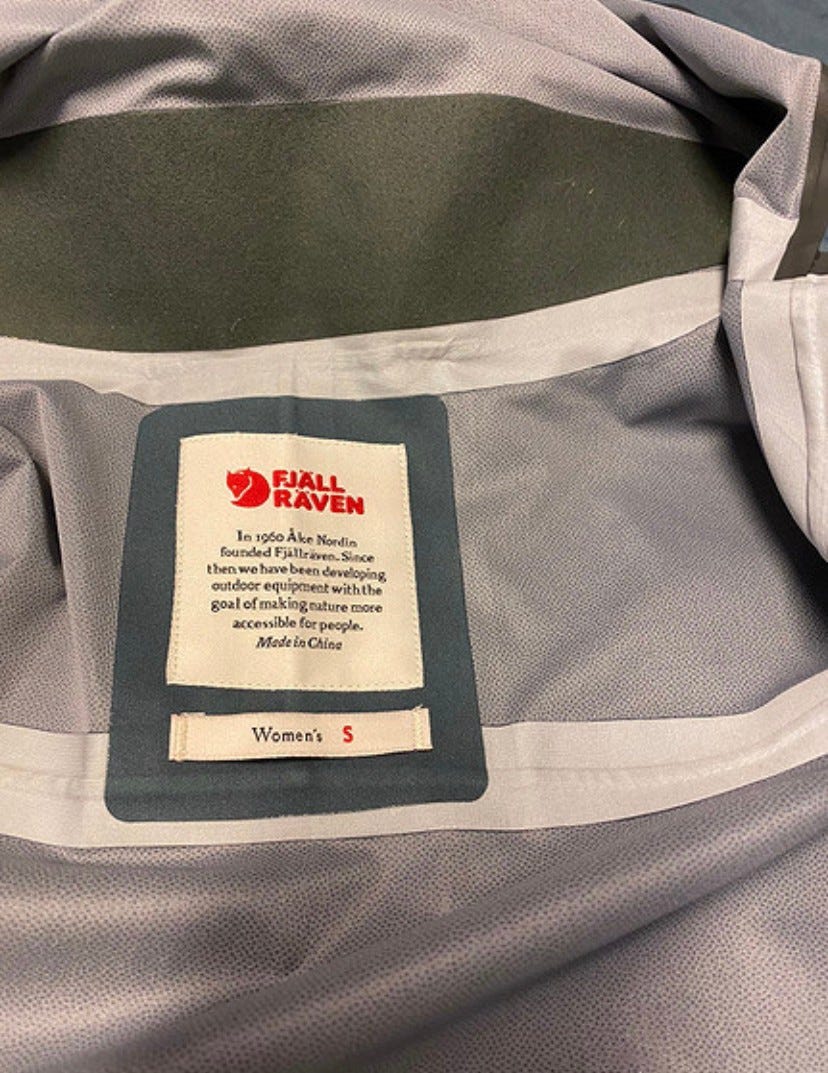 FJÄLL
RÄVEN
In 1960 Åke Nordin
founded Fjällräven. Since
then we have been developing
outdoor equipment with the
goal of making nature more
accessible for people.
Made in China
Women's S